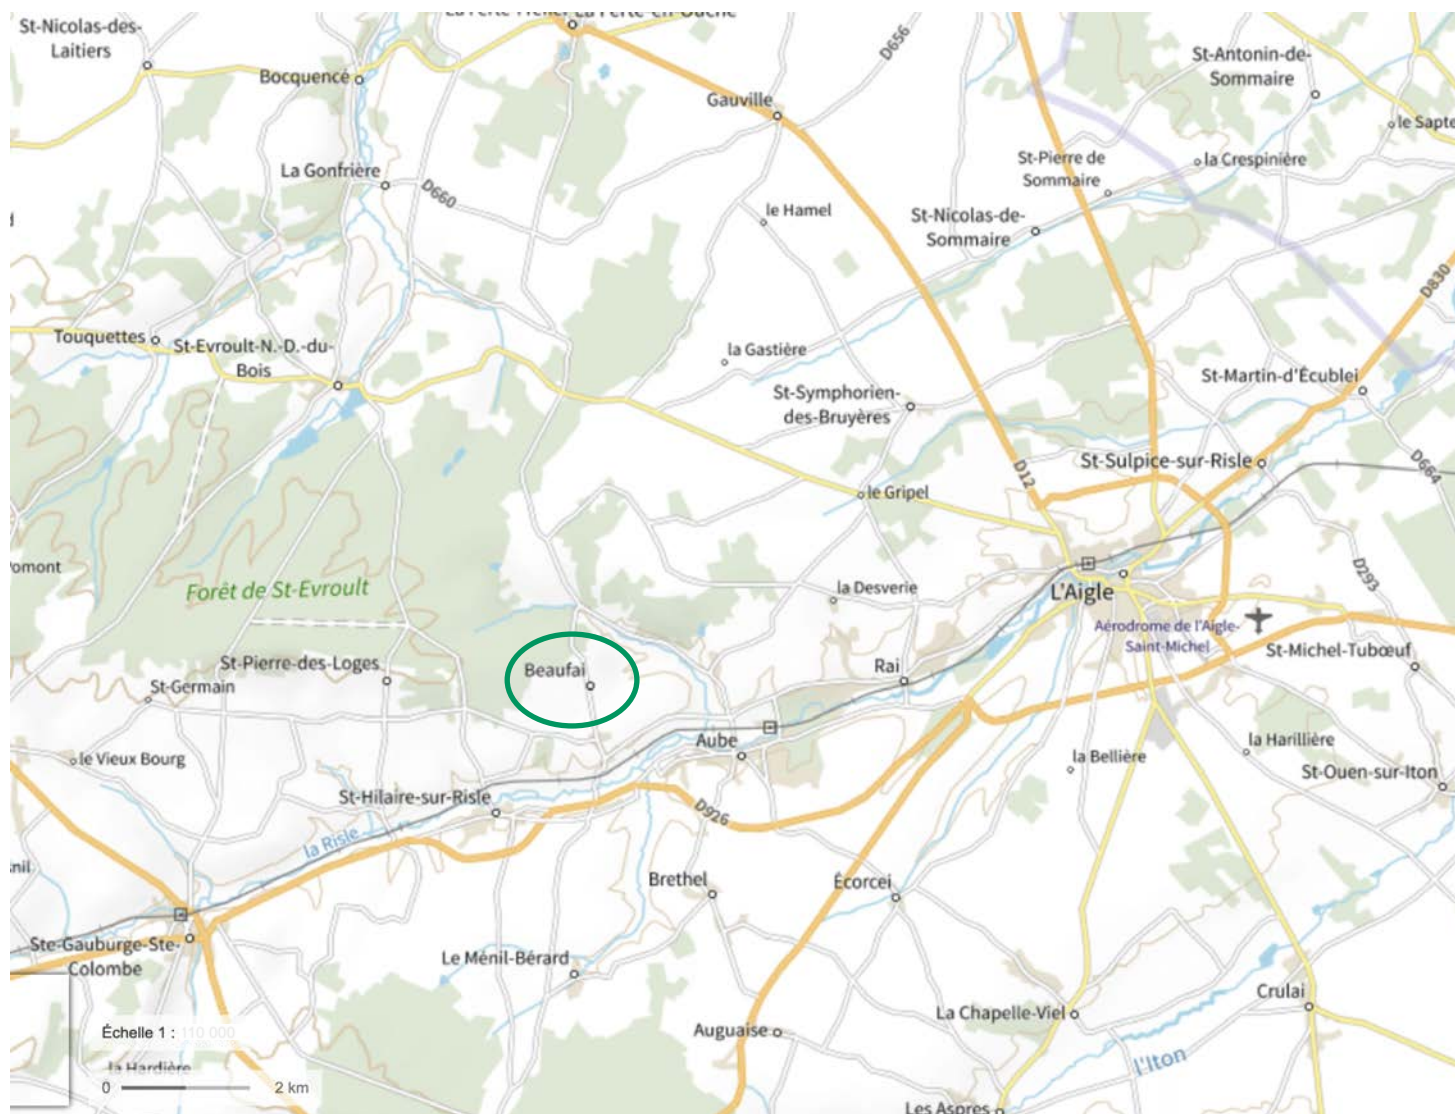 St-Nicolas-des-
Laitiers
Bocquencé
La Gonfrière
D660
D656
Gauville
St-Antonin-de-
Sommaire
le Sapte
la Crespinière
St-Pierre de
Sommaire
St-Nicolas-de-
Sommaire
le Hamel
D830
Touquettes
St-Evroult-N.-D.-du-
Bois
la Gastière
St-Symphorien-
des-Bruyères
St-Martin-d'Écublei
D12
St-Sulpice-sur-Risle
D664
le Gripel
omont
Forêt de St-Evroult
la Desverie
L'Aigle
D293
Aérodrome de l'Aigle-
Saint-Michel
St-Michel-Tubœuf
St-Pierre-des-Loges
St-Germain
Beaufai
Rai
Aube
la Bellière
la Harillière
le Vieux Bourg
St-Ouen-sur-Iton
St-Hilaire-sur-Risle
D926
la Risle
nil
Brethel
Écorcei
Ste-Gauburge-Ste-
Colombe
Le Ménil-Bérard
Crulai
La Chapelle-Viel
Auguaise
Échelle 1 : 110 000
l'Iton
la Hardière
0 2 km
Les Aspres